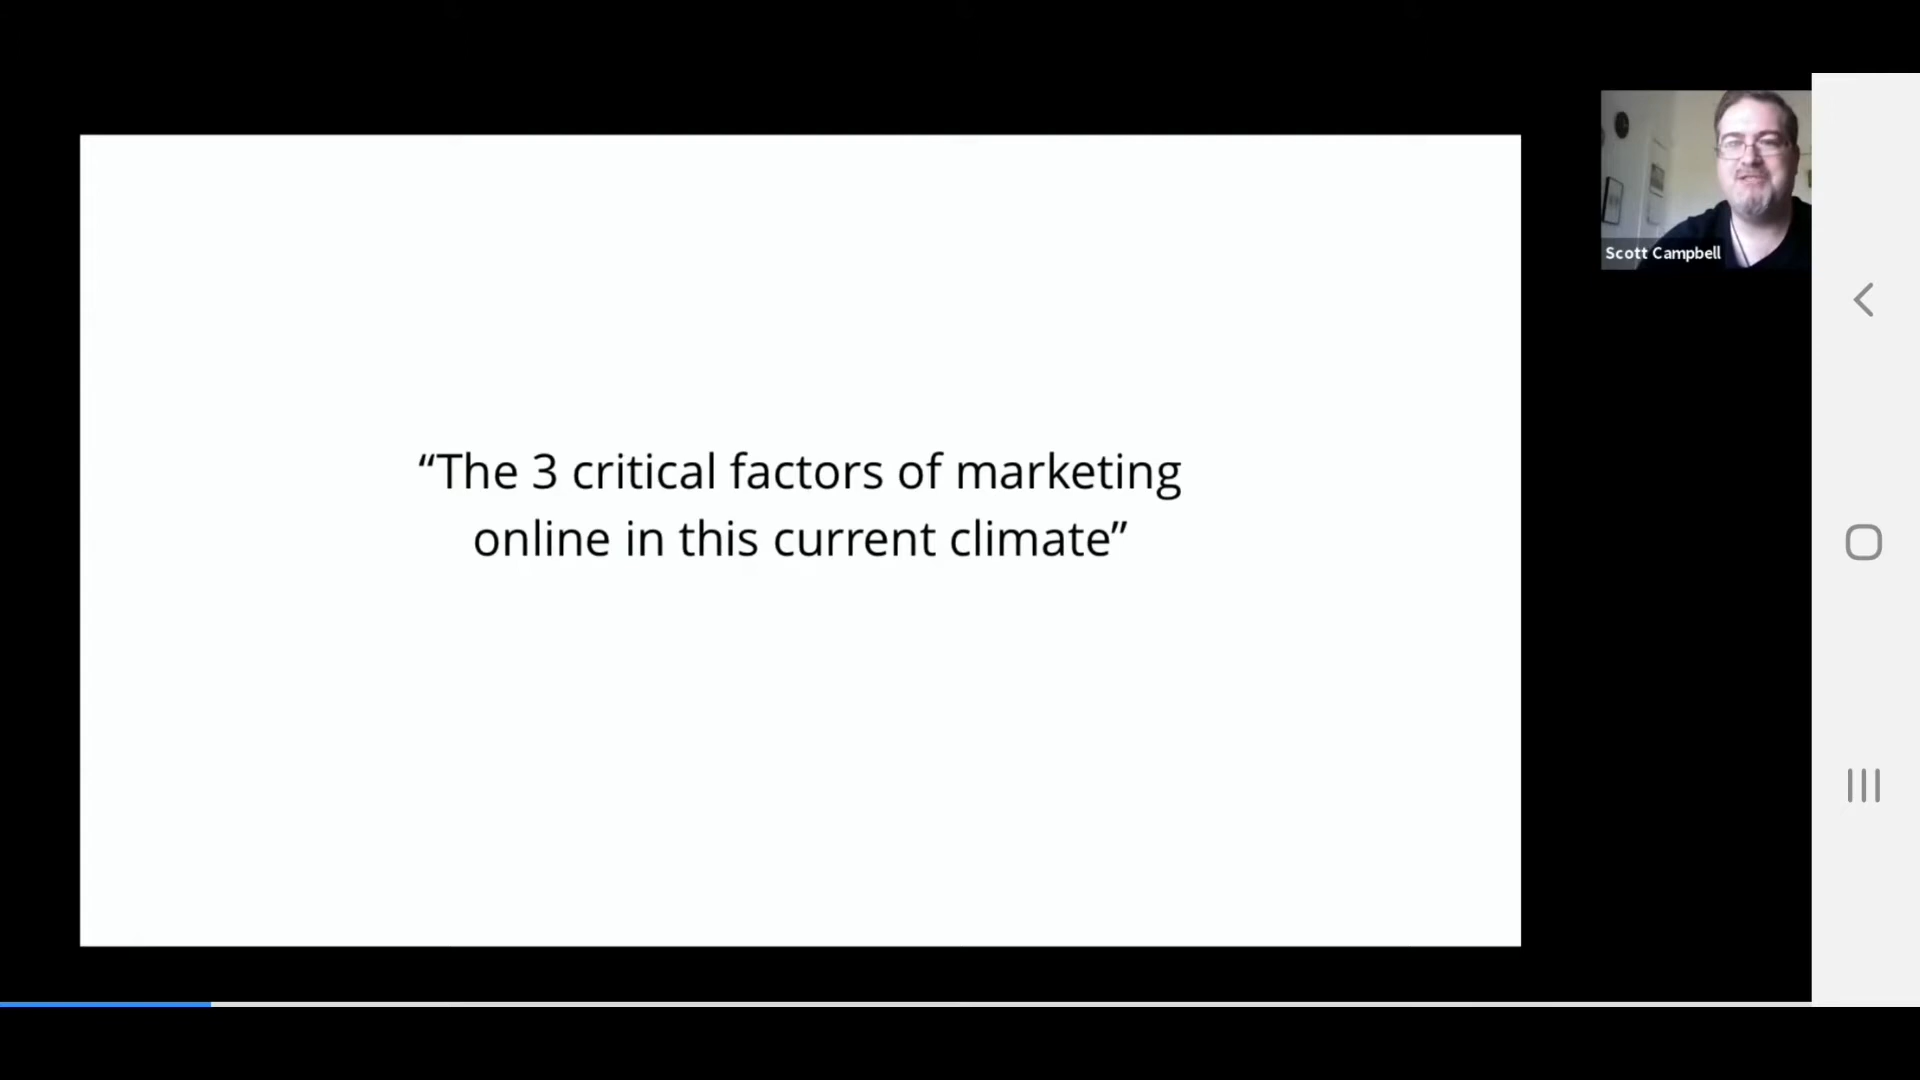 “The 3 critical factors of marketing
online in this current climate”
Scott Campbell